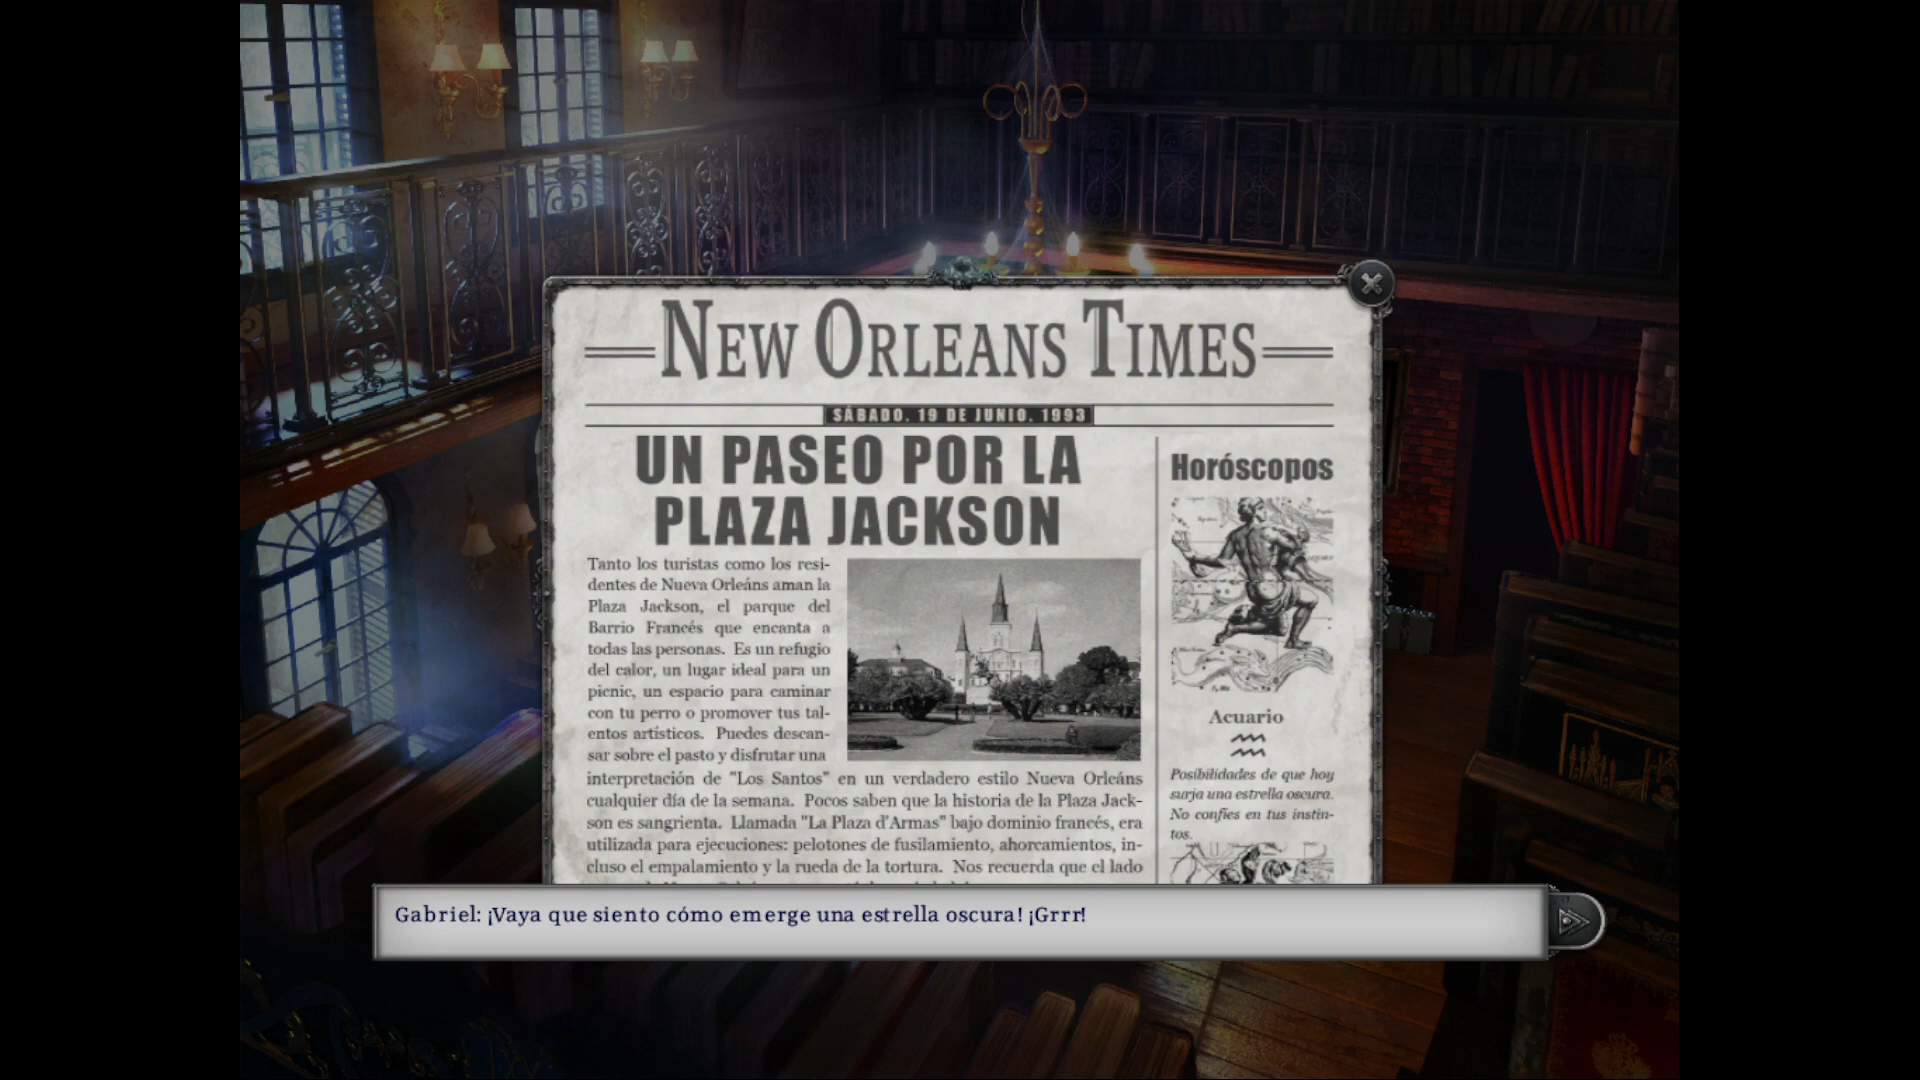 NEW ORLEANS TIMES
SÁBADO. 19 DE JUNIO. 1993
UN PASEO POR LA
PLAZA JACKSON
Tanto los turistas como los resi-
dentes de Nueva Orleáns aman la
Plaza Jackson, el parque del
Barrio Francés que encanta a
todas las personas. Es un refugio
del calor, un lugar ideal para un
picnic, un espacio para caminar
con tu perro o promover tus tal-
entos artísticos. Puedes descan-
sar sobre el pasto y disfrutar una
interpretación de "Los Santos" en un verdadero estilo Nueva Orleáns
cualquier día de la semana. Pocos saben que la historia de la Plaza Jack-
son es sangrienta. Llamada "La Plaza d'Armas" bajo dominio francés, era
utilizada para ejecuciones: pelotones de fusilamiento, ahorcamientos, in-
cluso el empalamiento y la rueda de la tortura. Nos recuerda que el lado
Horóscopos
Acuario
Posibilidades de que hoy
surja una estrella oscura.
No confíes en tus instin-
tos.
Gabriel: ¡Vaya que siento cómo emerge una estrella oscura! ¡Grrr!